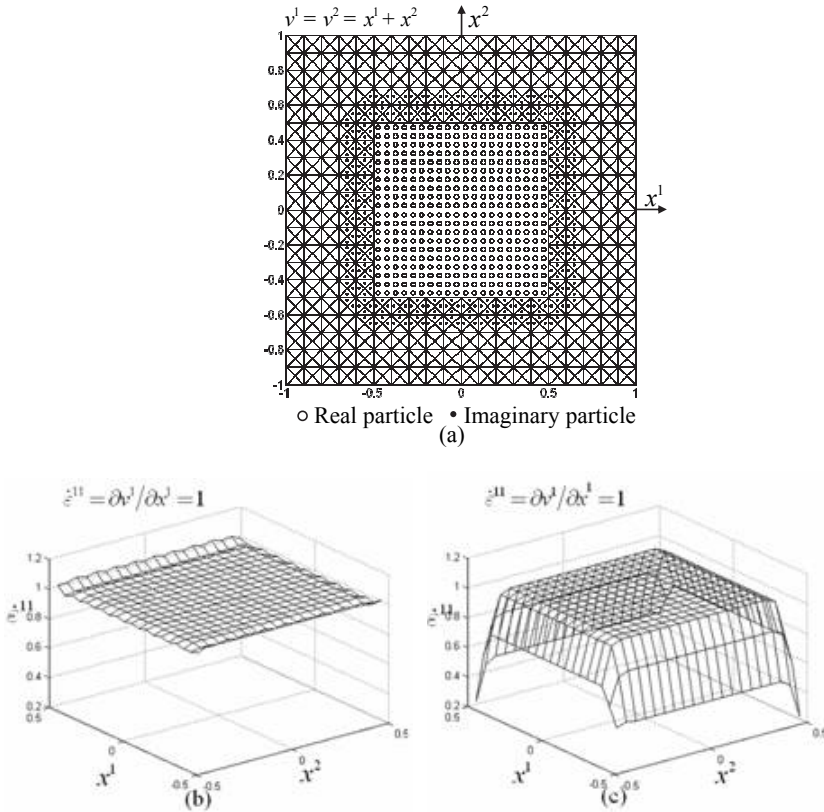 v¹ = v² = x¹ + x²
x²
1
0.8
0.6
0.4
0.2
0
-0.2
-0.4
-0.6
-0.8
-1
x¹
-1 -0.5 0 0.5 1
○ Real particle • Imaginary particle
(a)
ε̇¹¹ = ∂v¹/∂x¹ = 1
1.2
1
0.8
0.6
0.4
0.2
0.5
0
-0.5
-0.5
0
0.5
x¹
x²
(b)
ε̇¹¹ = ∂v¹/∂x¹ = 1
1.2
1
0.8
0.6
0.4
0.2
0.5
0
-0.5
-0.5
0
0.5
x¹
x²
(c)